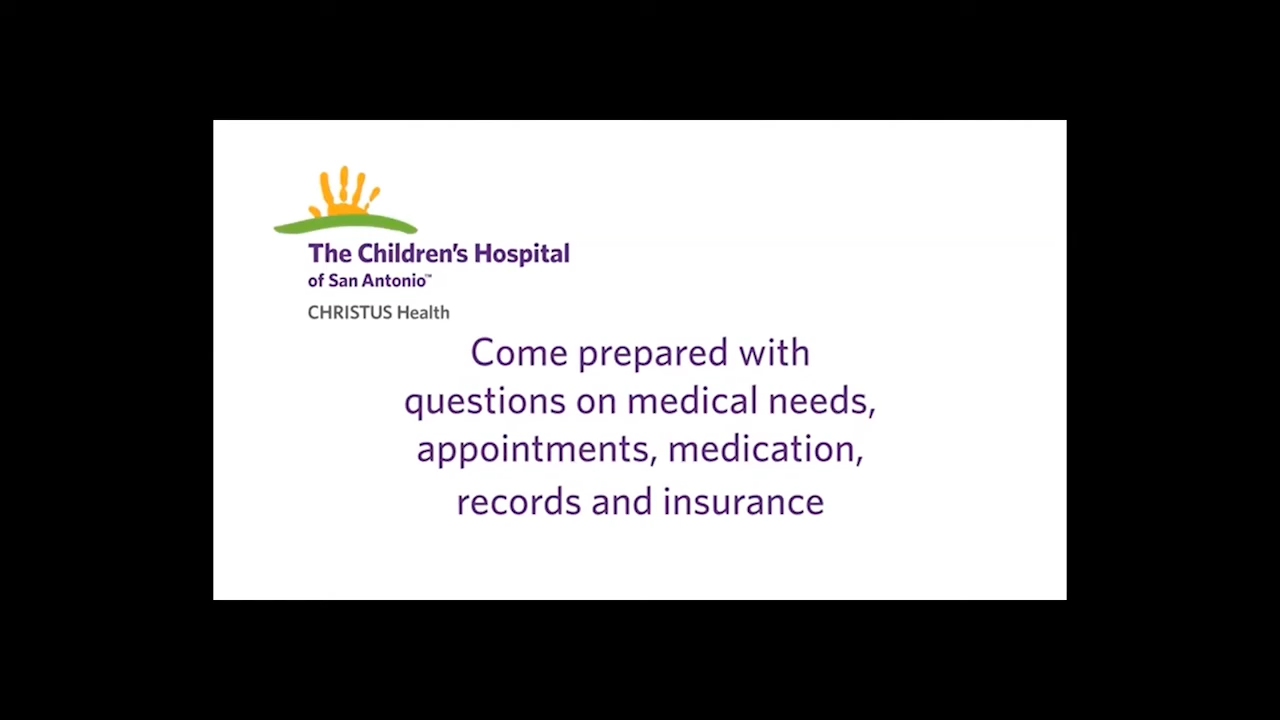 The Children's Hospital
of San Antonio™
CHRISTUS Health
Come prepared with
questions on medical needs,
appointments, medication,
records and insurance